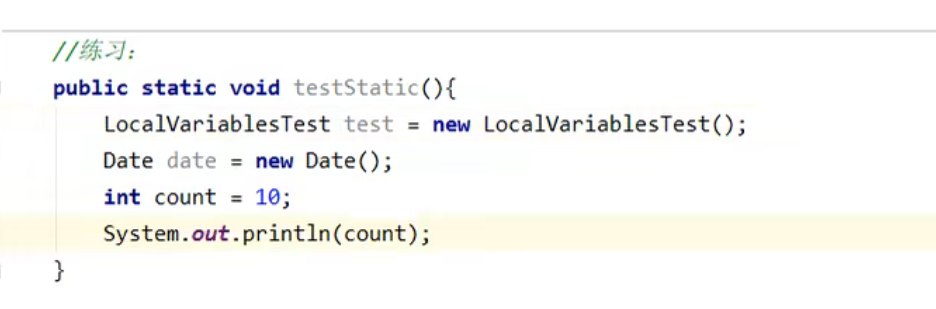 //练习：
public static void testStatic(){
LocalVariablesTest test = new LocalVariablesTest();
Date date = new Date();
int count = 10;
System.out.println(count);
}